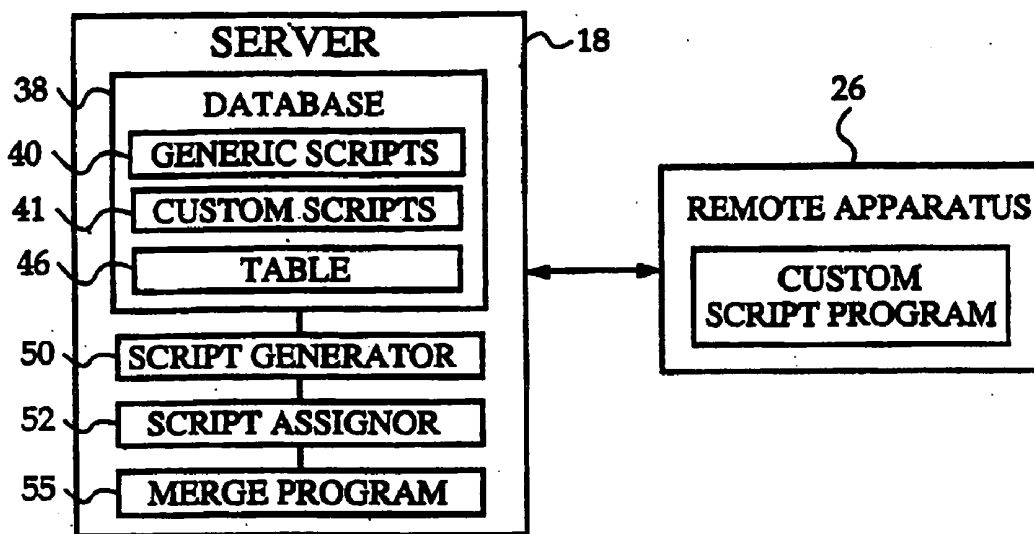 SERVER
18
38
DATABASE
40
GENERIC SCRIPTS
41
CUSTOM SCRIPTS
46
TABLE
50
SCRIPT GENERATOR
52
SCRIPT ASSIGNOR
55
MERGE PROGRAM
26
REMOTE APPARATUS
CUSTOM
SCRIPT PROGRAM